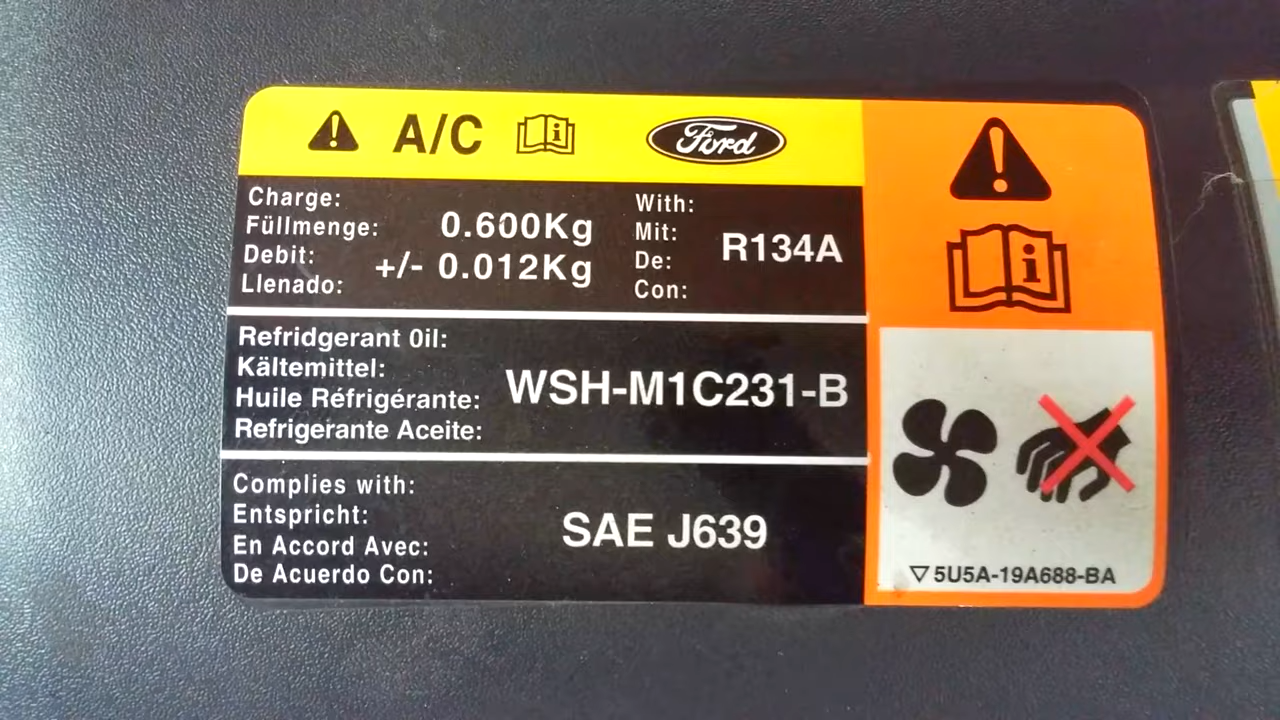 A/C
Ford
Charge:
Füllmenge:
Debit:
Llenado:
0.600Kg
+/- 0.012Kg
With:
Mit:
De:
Con:
R134A
Refridgerant 0il:
Kältemittel:
Huile Réfrigérante:
Refrigerante Aceite:
WSH-M1C231-B
Complies with:
Entspricht:
En Accord Avec:
De Acuerdo Con:
SAE J639
5U5A-19A688-BA